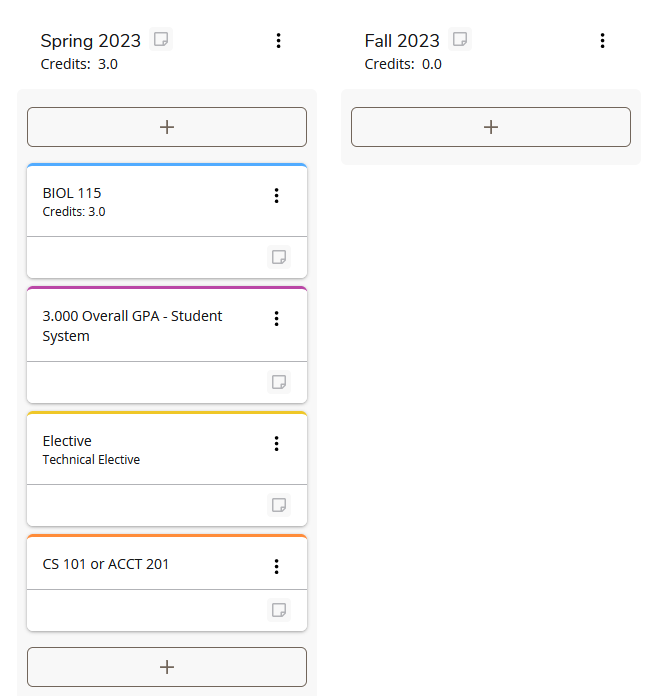 Spring 2023
Credits: 3.0
BIOL 115
Credits: 3.0
3.000 Overall GPA - Student
System
Elective
Technical Elective
CS 101 or ACCT 201
Fall 2023
Credits: 0.0